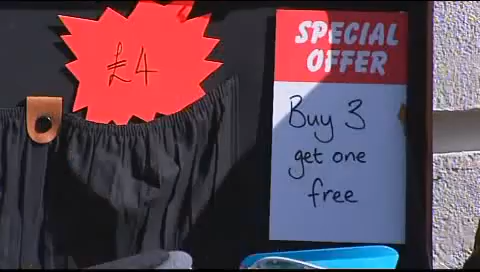 £4
SPECIAL
OFFER
Buy 3
get one
free